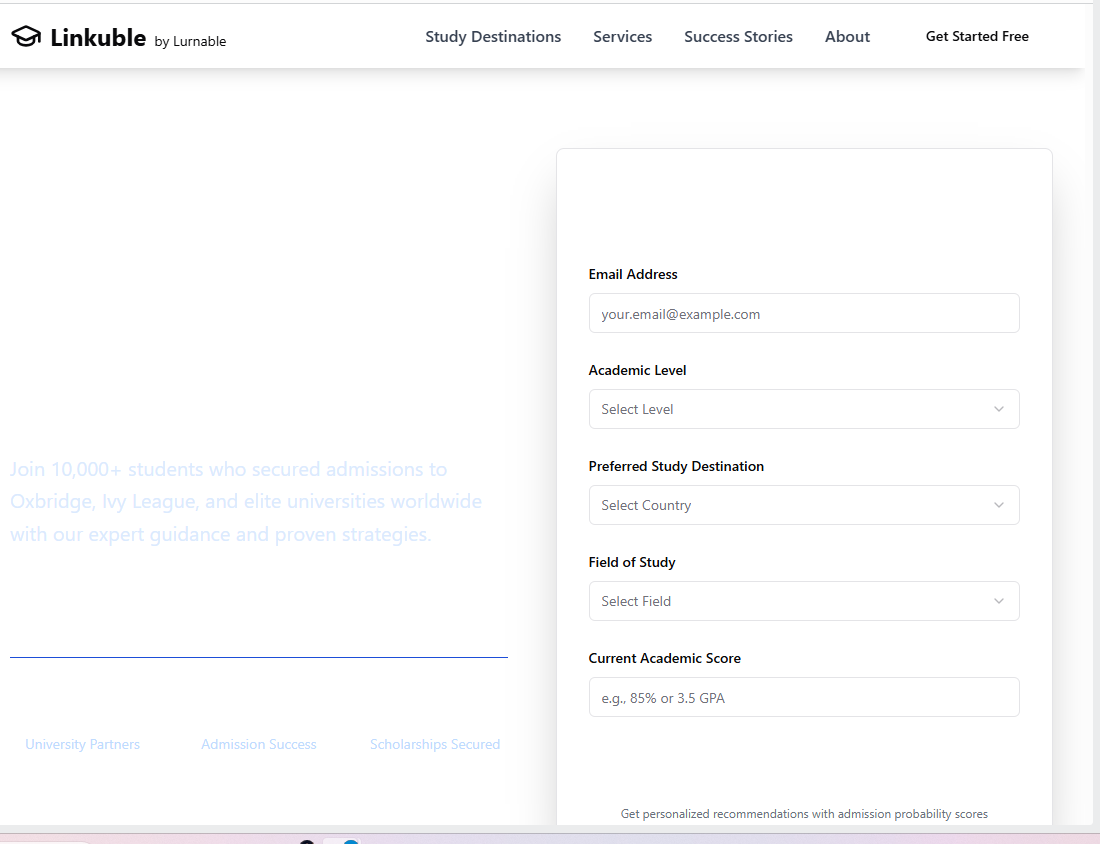 Linkuble by Lurnable
Study Destinations
Services
Success Stories
About
Get Started Free
Join 10,000+ students who secured admissions to
Oxbridge, Ivy League, and elite universities worldwide
with our expert guidance and proven strategies.
University Partners
Admission Success
Scholarships Secured
Email Address
your.email@example.com
Academic Level
Select Level
Preferred Study Destination
Select Country
Field of Study
Select Field
Current Academic Score
e.g., 85% or 3.5 GPA
Get personalized recommendations with admission probability scores